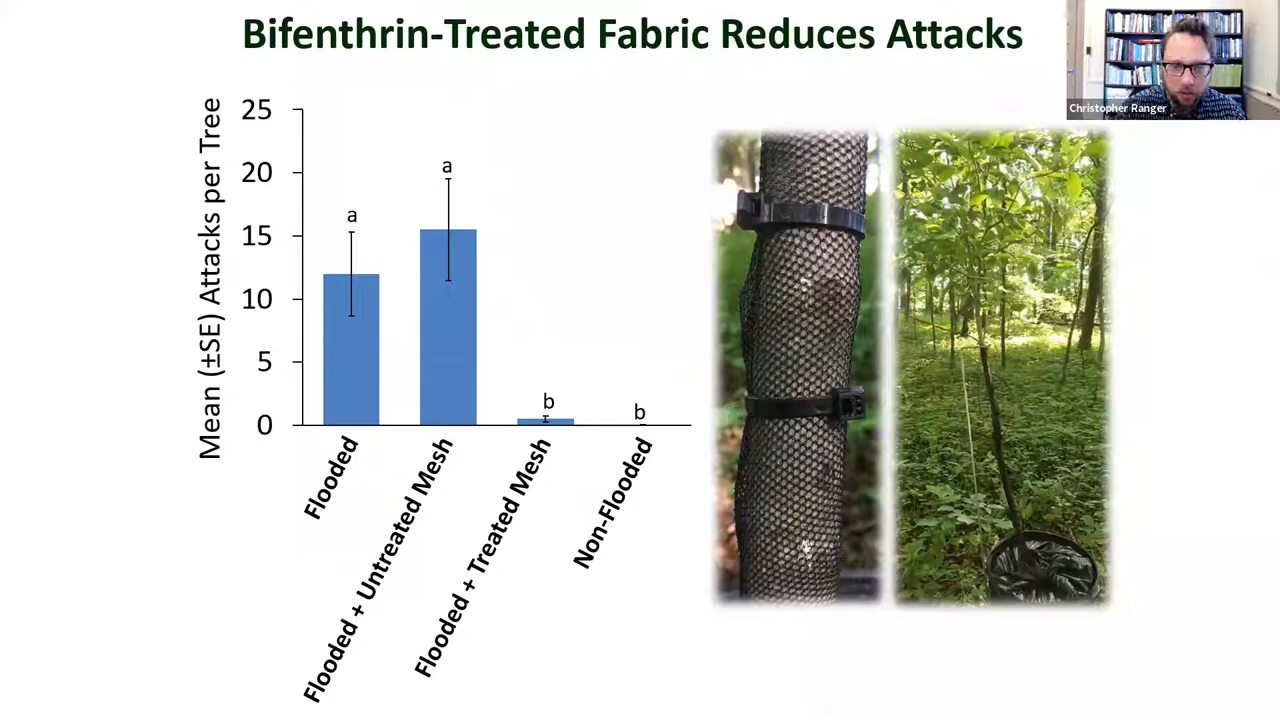 Bifenthrin-Treated Fabric Reduces Attacks
Christopher Ranger
Mean (±SE) Attacks per Tree
25
20
15
10
5
0
a
a
b
b
Flooded
Flooded + Untreated Mesh
Flooded + Treated Mesh
Non-Flooded